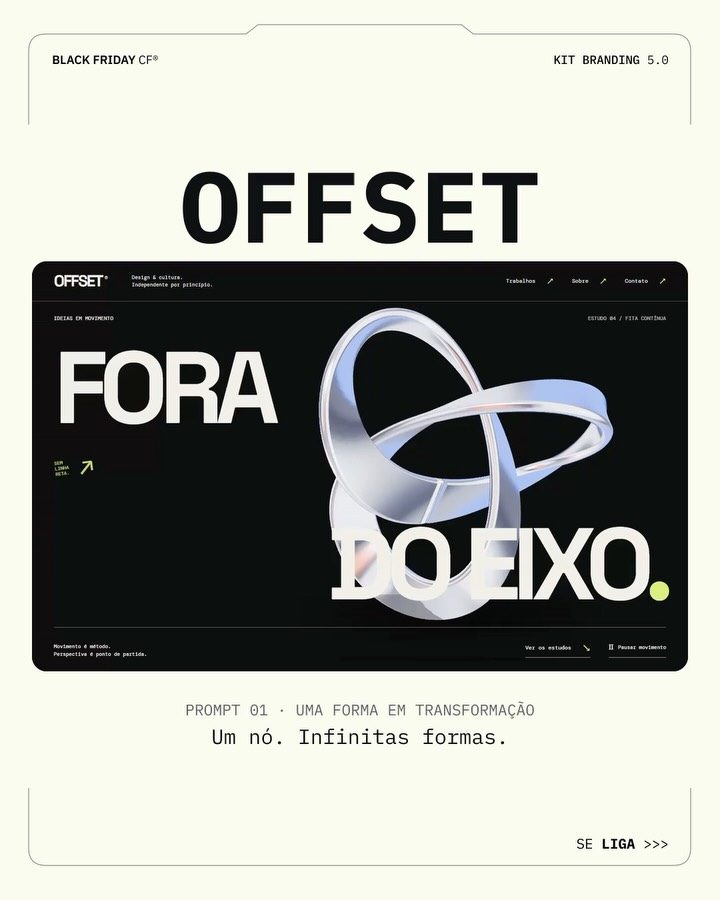 BLACK FRIDAY CF®
KIT BRANDING 5.0
OFFSET
OFFSET®
Design & cultura.
Independente por princípio.
Trabalhos ↗
Sobre ↗
Contato ↗
IDEIAS EM MOVIMENTO
ESTUDO 04 / FITA CONTÍNUA
FORA
SEM
LINHA
RETA.
DO EIXO.
Movimento é método.
Perspectiva é ponto de partida.
Ver os estudos ↘
Pausar movimento
PROMPT 01 · UMA FORMA EM TRANSFORMAÇÃO
Um nó. Infinitas formas.
SE LIGA >>>